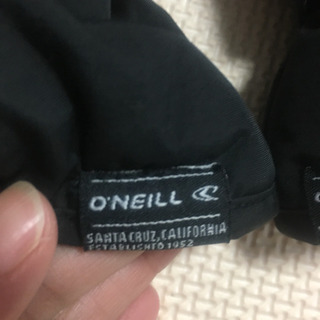 O'NEILL
SANTA CRUZ, CALIFORNIA
ESTABLISHED 1952